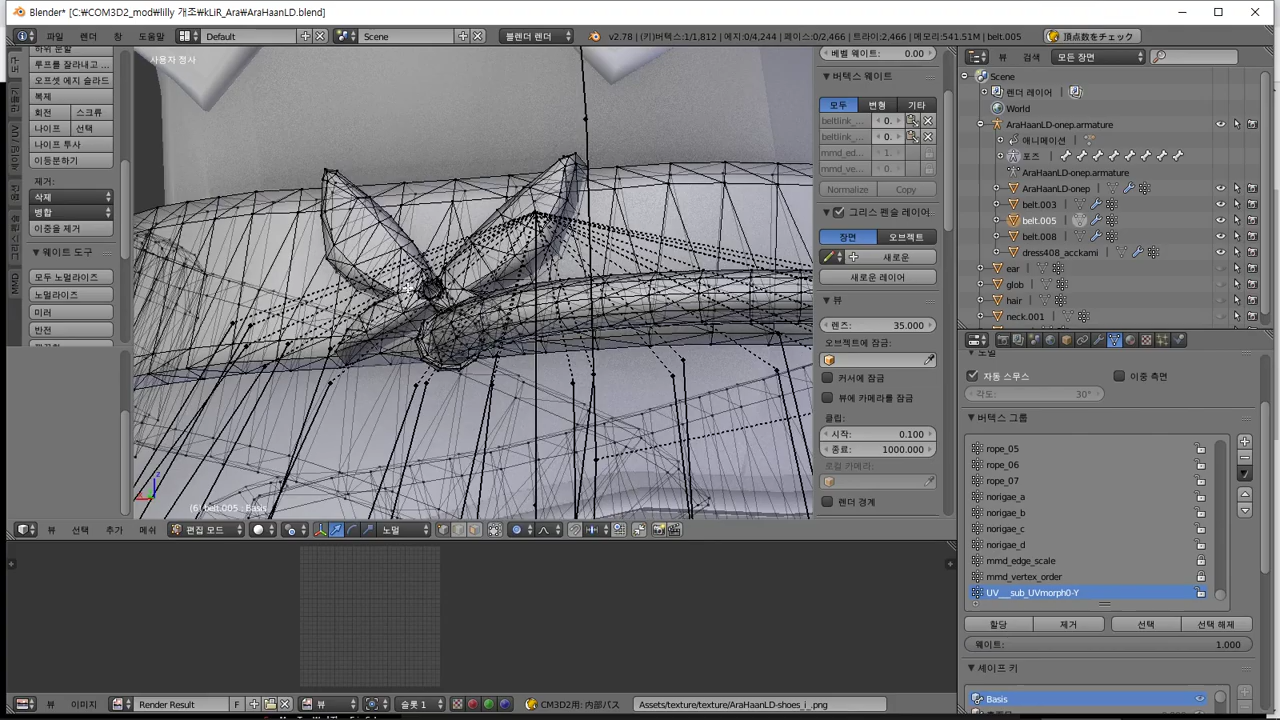 Blender* [C:₩COM3D2_mod₩lilly 개조₩kLiR_Ara₩AraHaanLD.blend]
파일 렌더 창 도움말 Default Scene 블렌더 렌더 v2.78 | (키)버텍스:1/1,812 | 에지:0/4,244 | 페이스:0/2,466 | 트라이:2,466 | 메모리:541.51M | belt.005 頂点数をチェック
사용자 정사
루프를 잘라내고 ...
오프셋 에지 슬라드
복제
회전 스크류
나이프 선택
나이프 투사
이등분하기
제거:
삭제
병합
이중을 제거
▼ 웨이트 도구
모두 노멀라이즈
노멀라이즈
미러
반전
MMD
(6) belt.005 : Basis
베벨 웨이트: 0.00
▼ 버텍스 웨이트
모두 변형 기타
beltlink_... 0.
beltlink_... 0.
mmd_ed... 1.
mmd_ve... 0.
Normalize Copy
▼ 그리스 펜슬 레이어
장면 오브젝트
새로운
새로운 레이어
▼ 뷰
렌즈: 35.000
오브젝트에 잠금:
커서에 잠금
뷰에 카메라를 잠금
클립:
시작: 0.100
종료: 1000.000
로컬 카메라:
렌더 경계
뷰 선택 추가 메쉬 편집 모드 노멀
뷰 검색 모든 장면
Scene
렌더 레이어 |
World
AraHaanLD-onep.armature
애니메이션 |
포즈 |
AraHaanLD-onep.armature
AraHaanLD-onep |
belt.003 |
belt.005 |
belt.008 |
dress408_acckami |
ear |
glob |
hair |
neck.001 |
노멀
자동 스무스 이중 측면
각도: 30°
▼ 버텍스 그룹
rope_05
rope_06
rope_07
norigae_a
norigae_b
norigae_c
norigae_d
mmd_edge_scale
mmd_vertex_order
UV__sub_UVmorph0-Y
할당 제거 선택 선택 해제
웨이트: 1.000
▼ 셰이프 키
Basis
뷰 이미지 Render Result F 뷰 슬롯 1 CM3D2用: 内部パス Assets/texture/texture/AraHaanLD-shoes_i_.png